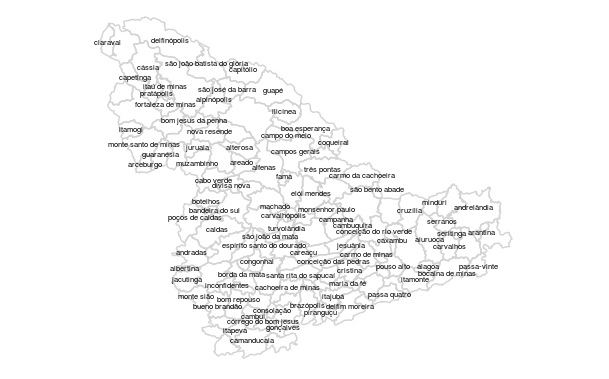 delfinópolis
claraval
são joão batista do glória
cássia
capitólio
capetinga
itaú de minas
são josé da barra
guapé
pratápolis
alpinópolis
fortaleza de minas
ilicínea
bom jesus da penha
itamogi
nova resende
boa esperança
campo do meio
monte santo de minas
juruaia
alterosa
coqueiral
guaranésia
campos gerais
arceburgo
muzambinho
areado
alfenas
três pontas
fama
carmo da cachoeira
cabo verde
divisa nova
são bento abade
elói mendes
botelhos
machado
minduri
bandeira do sul
monsenhor paulo
cruzília
andrelândia
poços de caldas
carvalhópolis
campanha
serranos
caldas
turvolândia
cambuquira
conceição do rio verde
seritinga
arantina
são joão da mata
caxambu
aiuruoca
espírito santo do dourado
jesuânia
carvalhos
andradas
careaçu
carmo de minas
congonhal
conceição das pedras
albertina
cristina
pouso alto
alagoa
passa-vinte
borda da mata
santa rita do sapucaí
bocaina de minas
jacutinga
inconfidentes
cachoeira de minas
maria da fé
itamonte
monte sião
bom repouso
itajubá
passa quatro
bueno brandão
consolação
brazópolis
delfim moreira
cambuí
piranguçu
córrego do bom jesus
itapeva
gonçalves
camanducaia